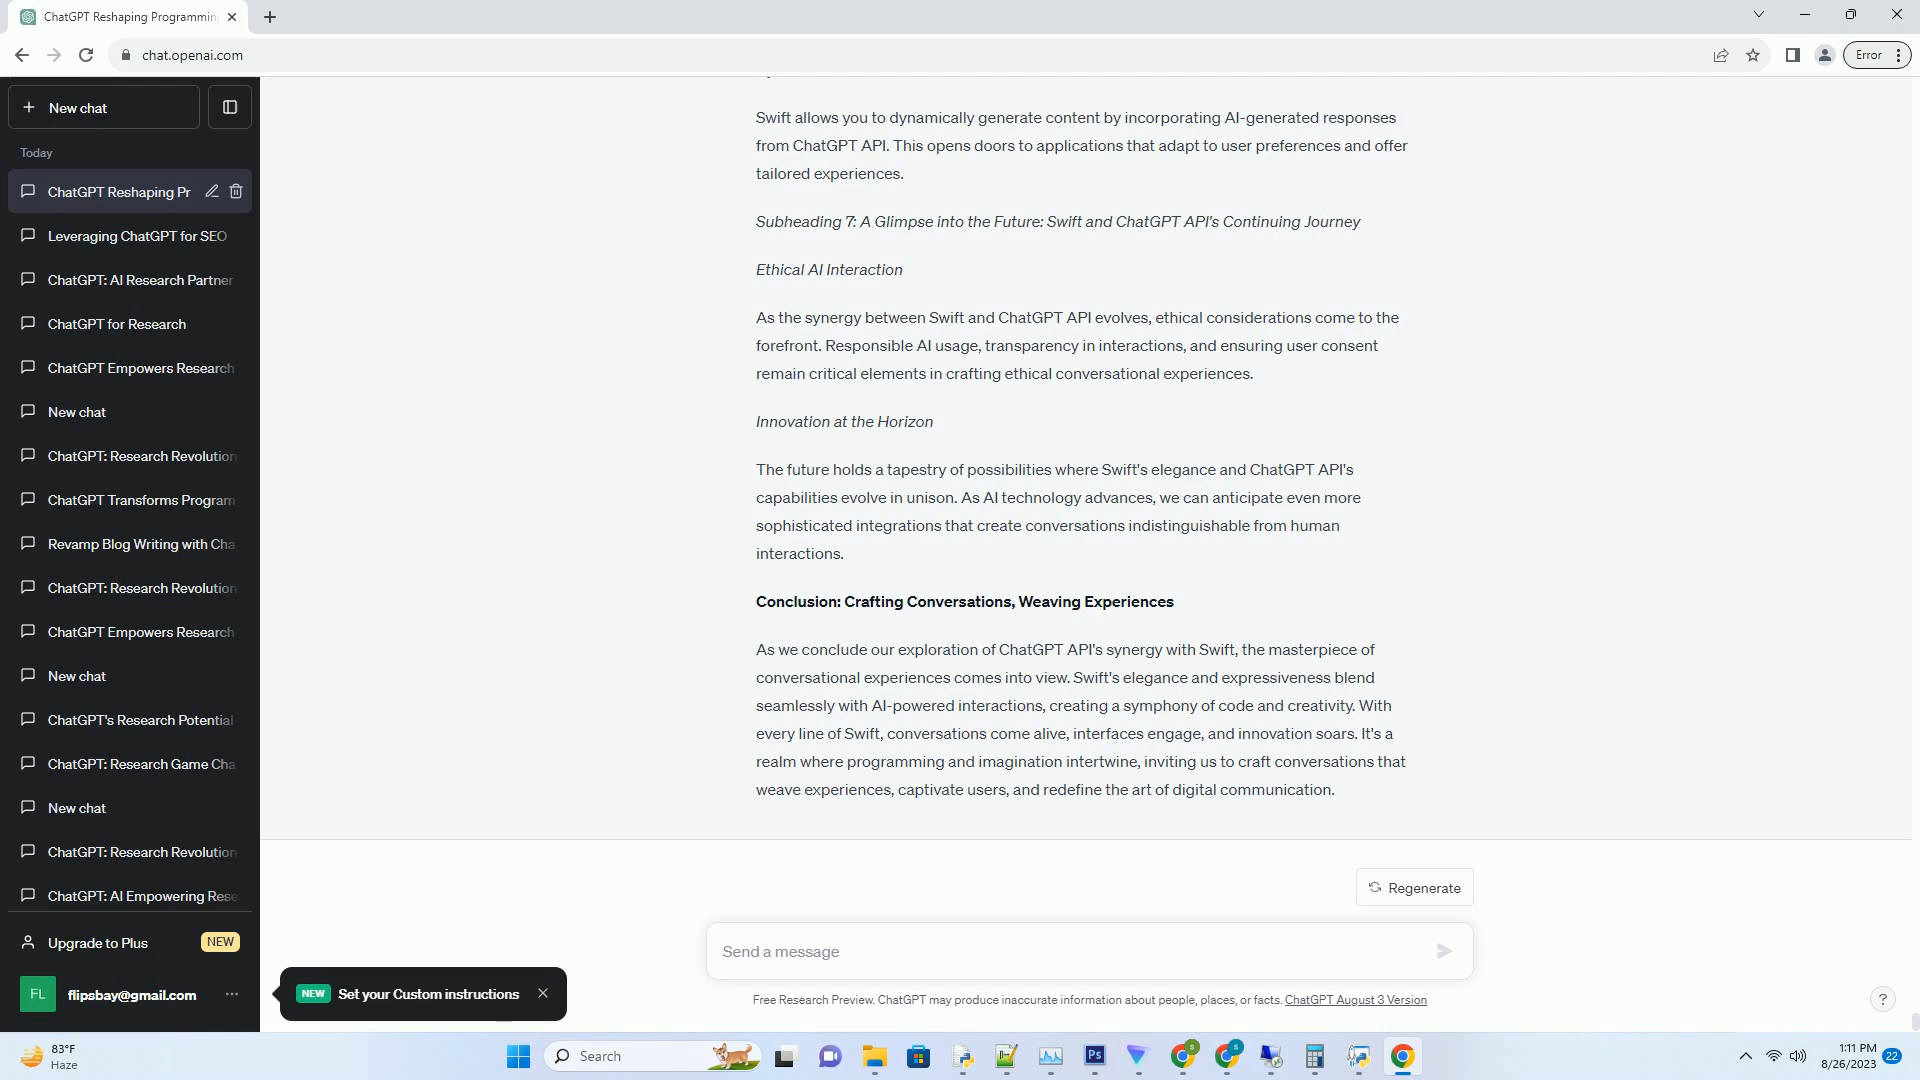 ChatGPT Reshaping Programmin
chat.openai.com
Error
New chat
Today
ChatGPT Reshaping Pr
Leveraging ChatGPT for SEO
ChatGPT: AI Research Partner
ChatGPT for Research
ChatGPT Empowers Research
New chat
ChatGPT: Research Revolution
ChatGPT Transforms Program
Revamp Blog Writing with Cha
ChatGPT: Research Revolution
ChatGPT Empowers Research
New chat
ChatGPT's Research Potential
ChatGPT: Research Game Cha
New chat
ChatGPT: Research Revolution
ChatGPT: AI Empowering Rese
Upgrade to Plus
NEW
FL
flipsbay@gmail.com
Swift allows you to dynamically generate content by incorporating AI-generated responses
from ChatGPT API. This opens doors to applications that adapt to user preferences and offer
tailored experiences.
Subheading 7: A Glimpse into the Future: Swift and ChatGPT API's Continuing Journey
Ethical AI Interaction
As the synergy between Swift and ChatGPT API evolves, ethical considerations come to the
forefront. Responsible AI usage, transparency in interactions, and ensuring user consent
remain critical elements in crafting ethical conversational experiences.
Innovation at the Horizon
The future holds a tapestry of possibilities where Swift's elegance and ChatGPT API's
capabilities evolve in unison. As AI technology advances, we can anticipate even more
sophisticated integrations that create conversations indistinguishable from human
interactions.
Conclusion: Crafting Conversations, Weaving Experiences
As we conclude our exploration of ChatGPT API's synergy with Swift, the masterpiece of
conversational experiences comes into view. Swift's elegance and expressiveness blend
seamlessly with AI-powered interactions, creating a symphony of code and creativity. With
every line of Swift, conversations come alive, interfaces engage, and innovation soars. It's a
realm where programming and imagination intertwine, inviting us to craft conversations that
weave experiences, captivate users, and redefine the art of digital communication.
Regenerate
Send a message
NEW Set your Custom instructions
Free Research Preview. ChatGPT may produce inaccurate information about people, places, or facts. ChatGPT August 3 Version
?
83°F
Haze
Search
Ps
S
S
1:11 PM
8/26/2023
22